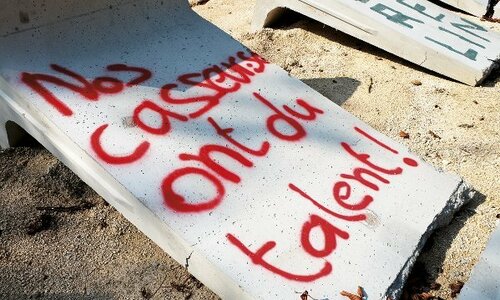 Nos
casseurs
ont du
talent!